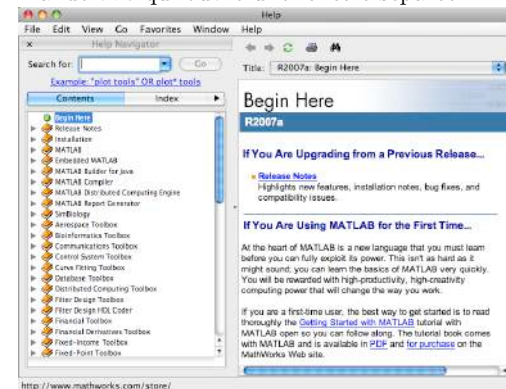 Help
File Edit View Go Favorites Window Help
x Help Navigator
Search for: Go
Example: "plot tools" OR plot* tools
Contents Index
Begin Here
Release Notes
Installation
MATLAB
Embedded MATLAB
MATLAB Builder for Java
MATLAB Compiler
MATLAB Distributed Computing Engine
MATLAB Report Generator
SimBiology
Aerospace Toolbox
Bioinformatics Toolbox
Communications Toolbox
Control System Toolbox
Curve Fitting Toolbox
Database Toolbox
Distributed Computing Toolbox
Filter Design Toolbox
Filter Design HDL Coder
Financial Toolbox
Financial Derivatives Toolbox
Fixed-Income Toolbox
Fixed-Point Toolbox
Title: R2007a: Begin Here
Begin Here
R2007a
If You Are Upgrading from a Previous Release...
Release Notes
Highlights new features, installation notes, bug fixes, and
compatibility issues.
If You Are Using MATLAB for the First Time...
At the heart of MATLAB is a new language that you must learn
before you can fully exploit its power. This isn't as hard as it
might sound; you can learn the basics of MATLAB very quickly.
You will be rewarded with high-productivity, high-creativity
computing power that will change the way you work.
If you are a first-time user, the best way to get started is to read
thoroughly the Getting Started with MATLAB tutorial with
MATLAB open so you can follow along. The tutorial book comes
with MATLAB and is available in PDF and for purchase on the
MathWorks Web site.
http://www.mathworks.com/store/